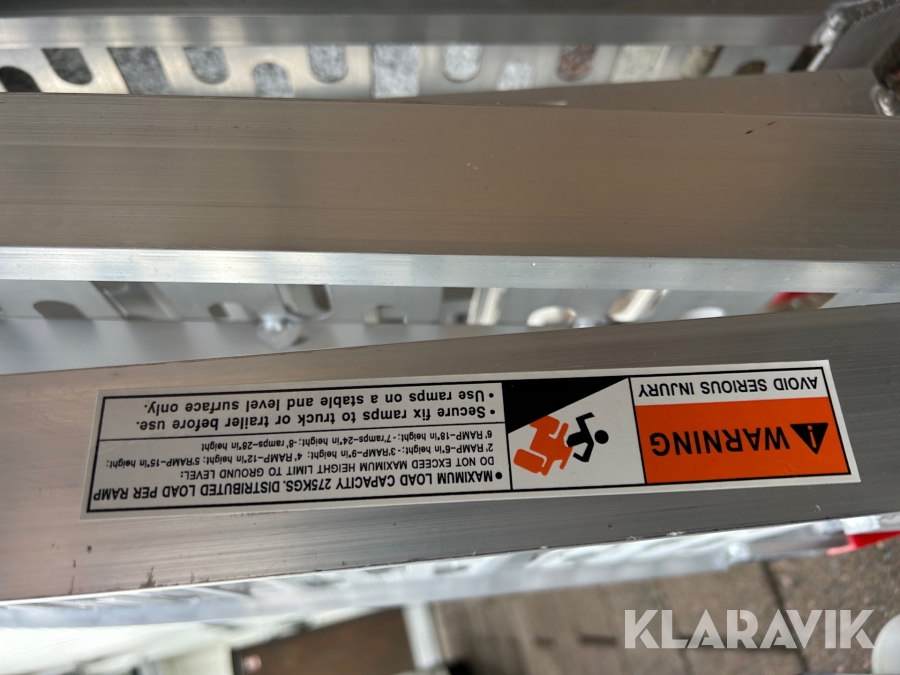 WARNING
AVOID SERIOUS INJURY
• MAXIMUM LOAD CAPACITY 275KGS. DISTRIBUTED LOAD PER RAMP
DO NOT EXCEED MAXIMUM HEIGHT LIMIT TO GROUND LEVEL:
2' RAMP-6"in height;- 3'RAMP-9"-9"in height; 4' RAMP-12"-12"in height; 5'RAMP-15"in height;
6' RAMP-18"in height; - 7'ramps-24"in height; 8'-ramps-28"in height
• Secure fix ramps to truck or trailer before use.
• Use ramps on a stable and level surface only.
KLARAVIK